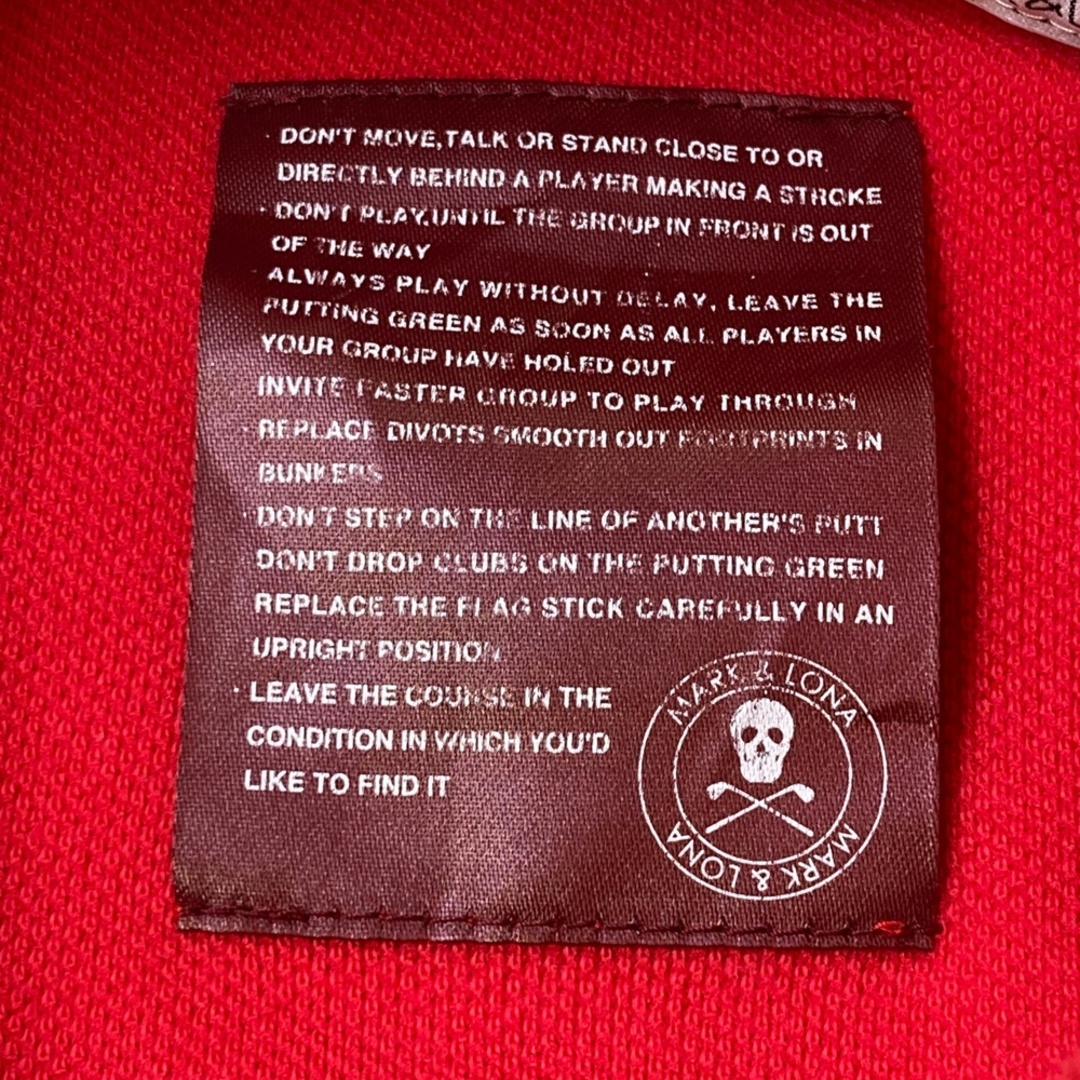 · DON'T MOVE,TALK OR STAND CLOSE TO OR
DIRECTLY BEHIND A PLAYER MAKING A STROKE
· DON'T PLAY,UNTIL THE GROUP IN FRONT IS OUT
OF THE WAY
ALWAYS PLAY WITHOUT DELAY, LEAVE THE
PUTTING GREEN AS SOON AS ALL PLAYERS IN
YOUR GROUP HAVE HOLED OUT
INVITE FASTER GROUP TO PLAY THROUGH
· REPLACE DIVOTS SMOOTH OUT FOOTPRINTS IN
BUNKERS
· DON'T STEP ON THE LINE OF ANOTHER'S PUTT
DON'T DROP CLUBS ON THE PUTTING GREEN
REPLACE THE FLAG STICK CAREFULLY IN AN
UPRIGHT POSITION
· LEAVE THE COURSE IN THE
CONDITION IN WHICH YOU'D
LIKE TO FIND IT
MARK & LONA
MARK & LONA